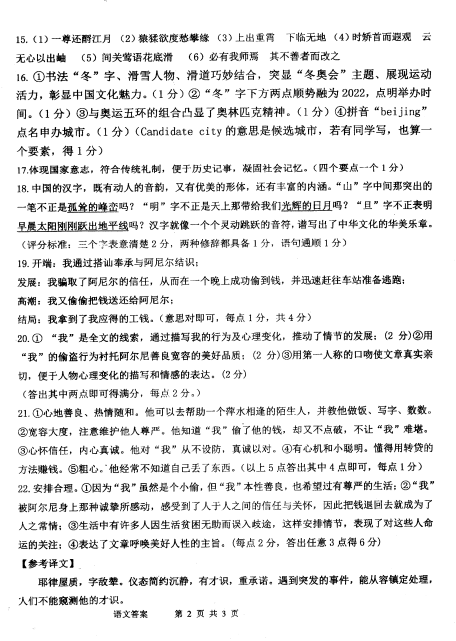 15.（1）一尊还酹江月 （2）猿猱欲度愁攀缘 （3）上出重霄 下临无地 （4）时矫首而遐观 云
无心以出岫 （5）间关莺语花底滑 （6）必有我师焉 其不善者而改之
16. ①书法“冬”字、滑雪人物、滑道巧妙结合，突显“冬奥会”主题、展现运动
活力，彰显中国文化魅力。（1分）②“冬”字下方两点顺势融为2022，点明举办时
间。（1分）③与奥运五环的组合凸显了奥林匹克精神。（1分）④拼音“beijing”
点名申办城市。（1分）（Candidate city的意思是候选城市，若有同学写，也算一
个要素，得1分）
17.体现国家意志，符合传统礼制，便于历史记事，凝固社会记忆。（四个要点一个1分）
18.中国的汉字，既有动人的音韵，又有优美的形体，还有丰富的内涵。“山”字中间那突出的
一笔不正是孤耸的峰峦吗？“明”字不正是天上那带给我们光辉的日月吗？“旦”字不正表明
早晨太阳刚刚跃出地平线吗？汉字就像一个个灵动跳跃的音符，谱写出了中华文化的华美乐章。
（评分标准：三个字表意清楚2分，两种修辞都具备1分，语句通顺1分）
19.开端：我通过搭讪奉承与阿尼尔结识；
发展：我骗取了阿尼尔的信任，从而在一个晚上成功偷到钱，并迅速赶往车站准备逃跑；
高潮：我又偷偷把钱送还给阿尼尔；
结局：我拿到了我应得的工钱。（意思对即可，每点1分，共4分）
20.① “我”是全文的线索，通过描写我的行为及心理变化，推动了情节的发展；（2分）②用
“我”的偷盗行为衬托阿尔尼善良宽容的美好品质；（2分）③用第一人称的口吻使文章真实亲
切，便于人物心理变化的描写和情感的表达。（2分）
（答出其中两点即可得满分，每点2分。）
21.①心地善良、热情随和。他可以去帮助一个萍水相逢的陌生人，并教他做饭、写字、数数。
②宽容大度，注意维护他人尊严。他知道“我”偷了他的钱，却又不点破，不让“我”难堪。
③心怀信任，内心真诚。他对“我”从不设防，真诚以对。④有心机和小聪明。懂得用转贷的
方法赚钱。⑤粗心。他经常不知道自己丢了东西。（以上5点答出其中4点即可，每点1分）
22.安排合理。①因为“我”虽然是个小偷，但“我”本性善良，也希望过有尊严的生活；②“我”
被阿尼尔身上那种诚挚所感动，感受到了人于人之间的信任与关怀，因此把钱退回去就成为了
人之常情；③生活中有许多人因生活贫困无助而误入歧途，这样安排情节，表现了对这些人命
运的关注；④表达了文章呼唤美好人性的主旨。（每点2分，答出任意3点得6分）
【参考译文】
耶律屋质，字敌辇。仪态简约沉静，有才识，重承诺。遇到突发的事件，能从容镇定处理，
人们不能窥测他的才识。
语文答案 第 2 页 共 3 页